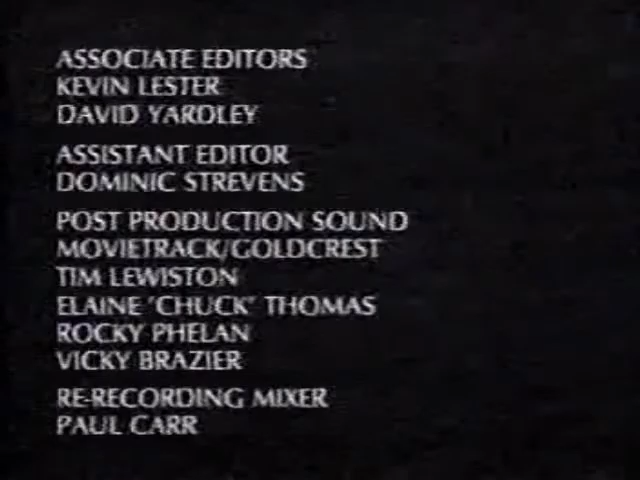 ASSOCIATE EDITORS
KEVIN LESTER
DAVID YARDLEY
ASSISTANT EDITOR
DOMINIC STREVENS
POST PRODUCTION SOUND
MOVIETRACK/GOLDCREST
TIM LEWISTON
ELAINE "CHUCK" THOMAS
ROCKY PHELAN
VICKY BRAZIER
RE-RECORDING MIXER
PAUL CARR